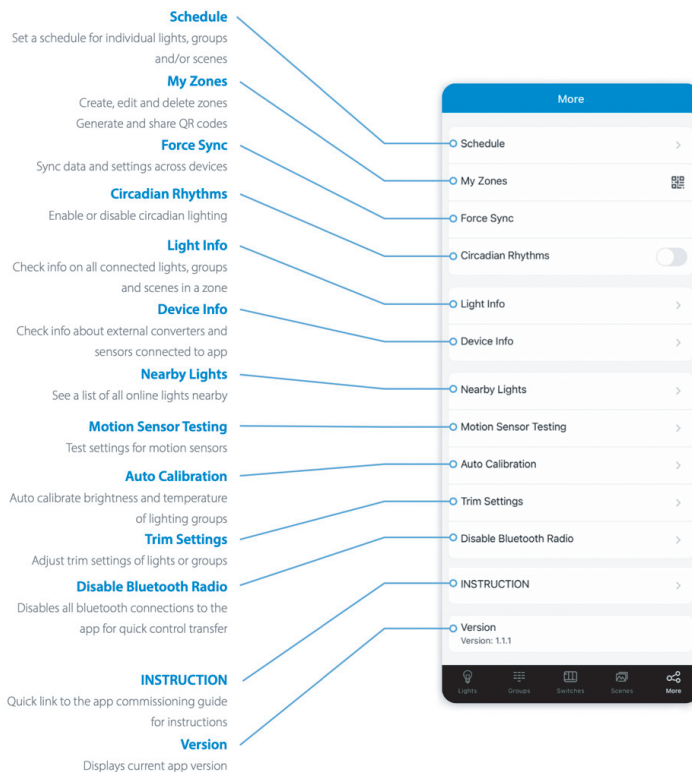 Schedule
Set a schedule for individual lights, groups
and/or scenes
My Zones
Create, edit and delete zones
Generate and share QR codes
Force Sync
Sync data and settings across devices
Circadian Rhythms
Enable or disable circadian lighting
Light Info
Check info on all connected lights, groups
and scenes in a zone
Device Info
Check info about external converters and
sensors connected to app
Nearby Lights
See a list of all online lights nearby
Motion Sensor Testing
Test settings for motion sensors
Auto Calibration
Auto calibrate brightness and temperature
of lighting groups
Trim Settings
Adjust trim settings of lights or groups
Disable Bluetooth Radio
Disables all bluetooth connections to the
app for quick control transfer
INSTRUCTION
Quick link to the app commissioning guide
for instructions
Version
Displays current app version
More
Schedule
My Zones
Force Sync
Circadian Rhythms
Light Info
Device Info
Nearby Lights
Motion Sensor Testing
Auto Calibration
Trim Settings
Disable Bluetooth Radio
INSTRUCTION
Version
Version: 1.1.1
Lights Groups Switches Scenes More